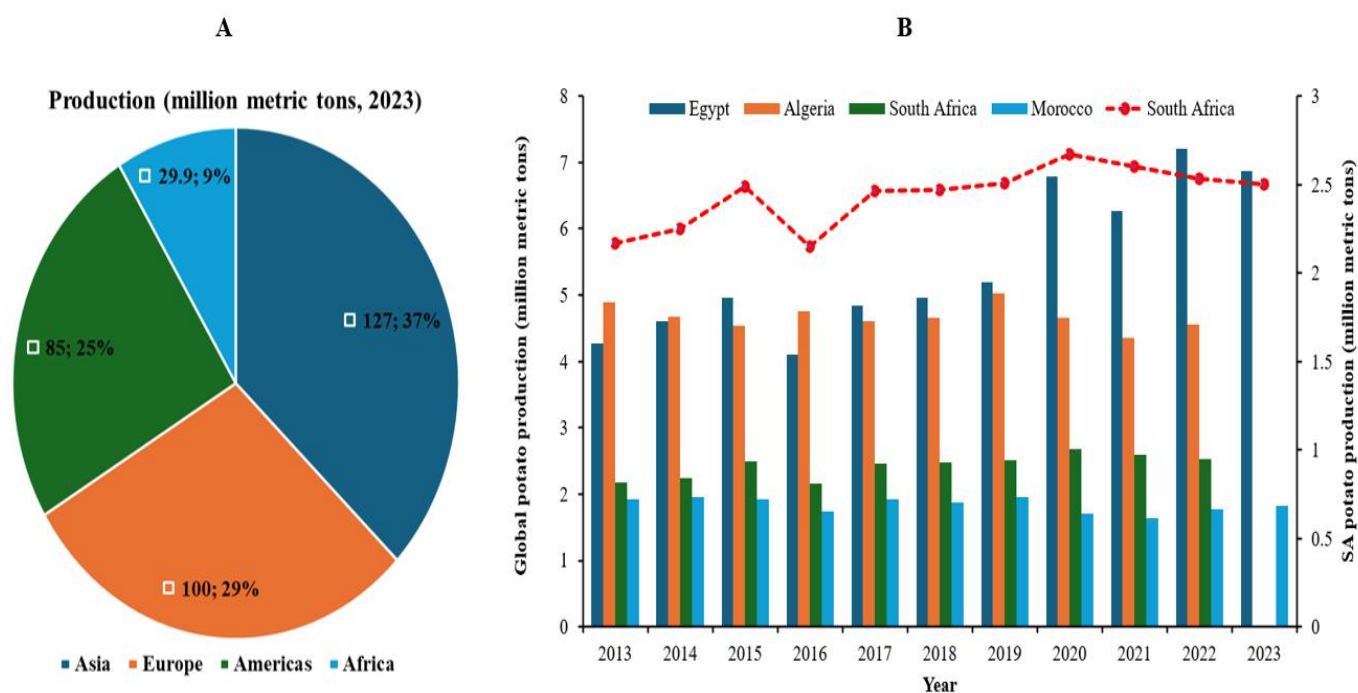 A
Production (million metric tons, 2023)
29.9; 9%
127; 37%
85; 25%
100; 29%
Asia Europe Americas Africa
B
Egypt Algeria South Africa Morocco South Africa
Global potato production (million metric tons)
8
7
6
5
4
3
2
1
0
SA potato production (million metric tons)
3
2.5
2
1.5
1
0.5
0
2013 2014 2015 2016 2017 2018 2019 2020 2021 2022 2023
Year